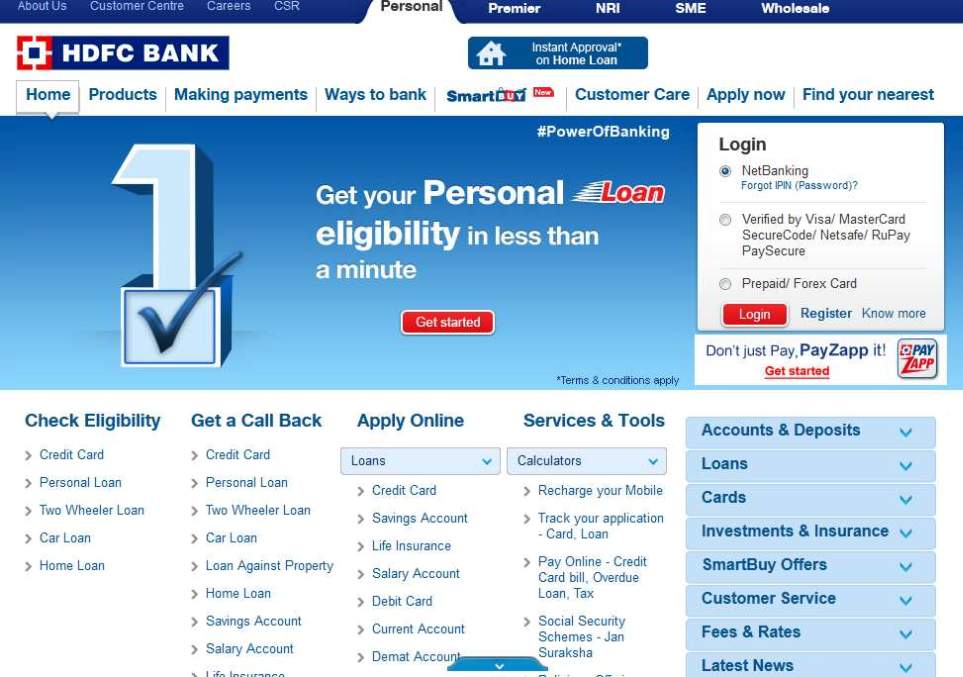 About Us Customer Centre Careers CSR Personal Premier NRI SME Wholesale
HDFC BANK
Instant Approval*
on Home Loan
Home Products Making payments Ways to bank SmartBUY New Customer Care Apply now Find your nearest
#PowerOfBanking
1
Get your Personal Loan
eligibility in less than
a minute
Get started
*Terms & conditions apply
Login
NetBanking
Forgot IPIN (Password)?
Verified by Visa/ MasterCard
SecureCode/ Netsafe/ RuPay
PaySecure
Prepaid/ Forex Card
Login Register Know more
Don't just Pay, PayZapp it!
Get started
PAY
ZAPP
Check Eligibility
Credit Card
Personal Loan
Two Wheeler Loan
Car Loan
Home Loan
Get a Call Back
Credit Card
Personal Loan
Two Wheeler Loan
Car Loan
Loan Against Property
Home Loan
Savings Account
Salary Account
Life Insurance
Apply Online
Loans
Credit Card
Savings Account
Life Insurance
Salary Account
Debit Card
Current Account
Demat Account
Services & Tools
Calculators
Recharge your Mobile
Track your application
- Card, Loan
Pay Online - Credit
Card bill, Overdue
Loan, Tax
Social Security
Schemes - Jan
Suraksha
Accounts & Deposits
Loans
Cards
Investments & Insurance
SmartBuy Offers
Customer Service
Fees & Rates
Latest News